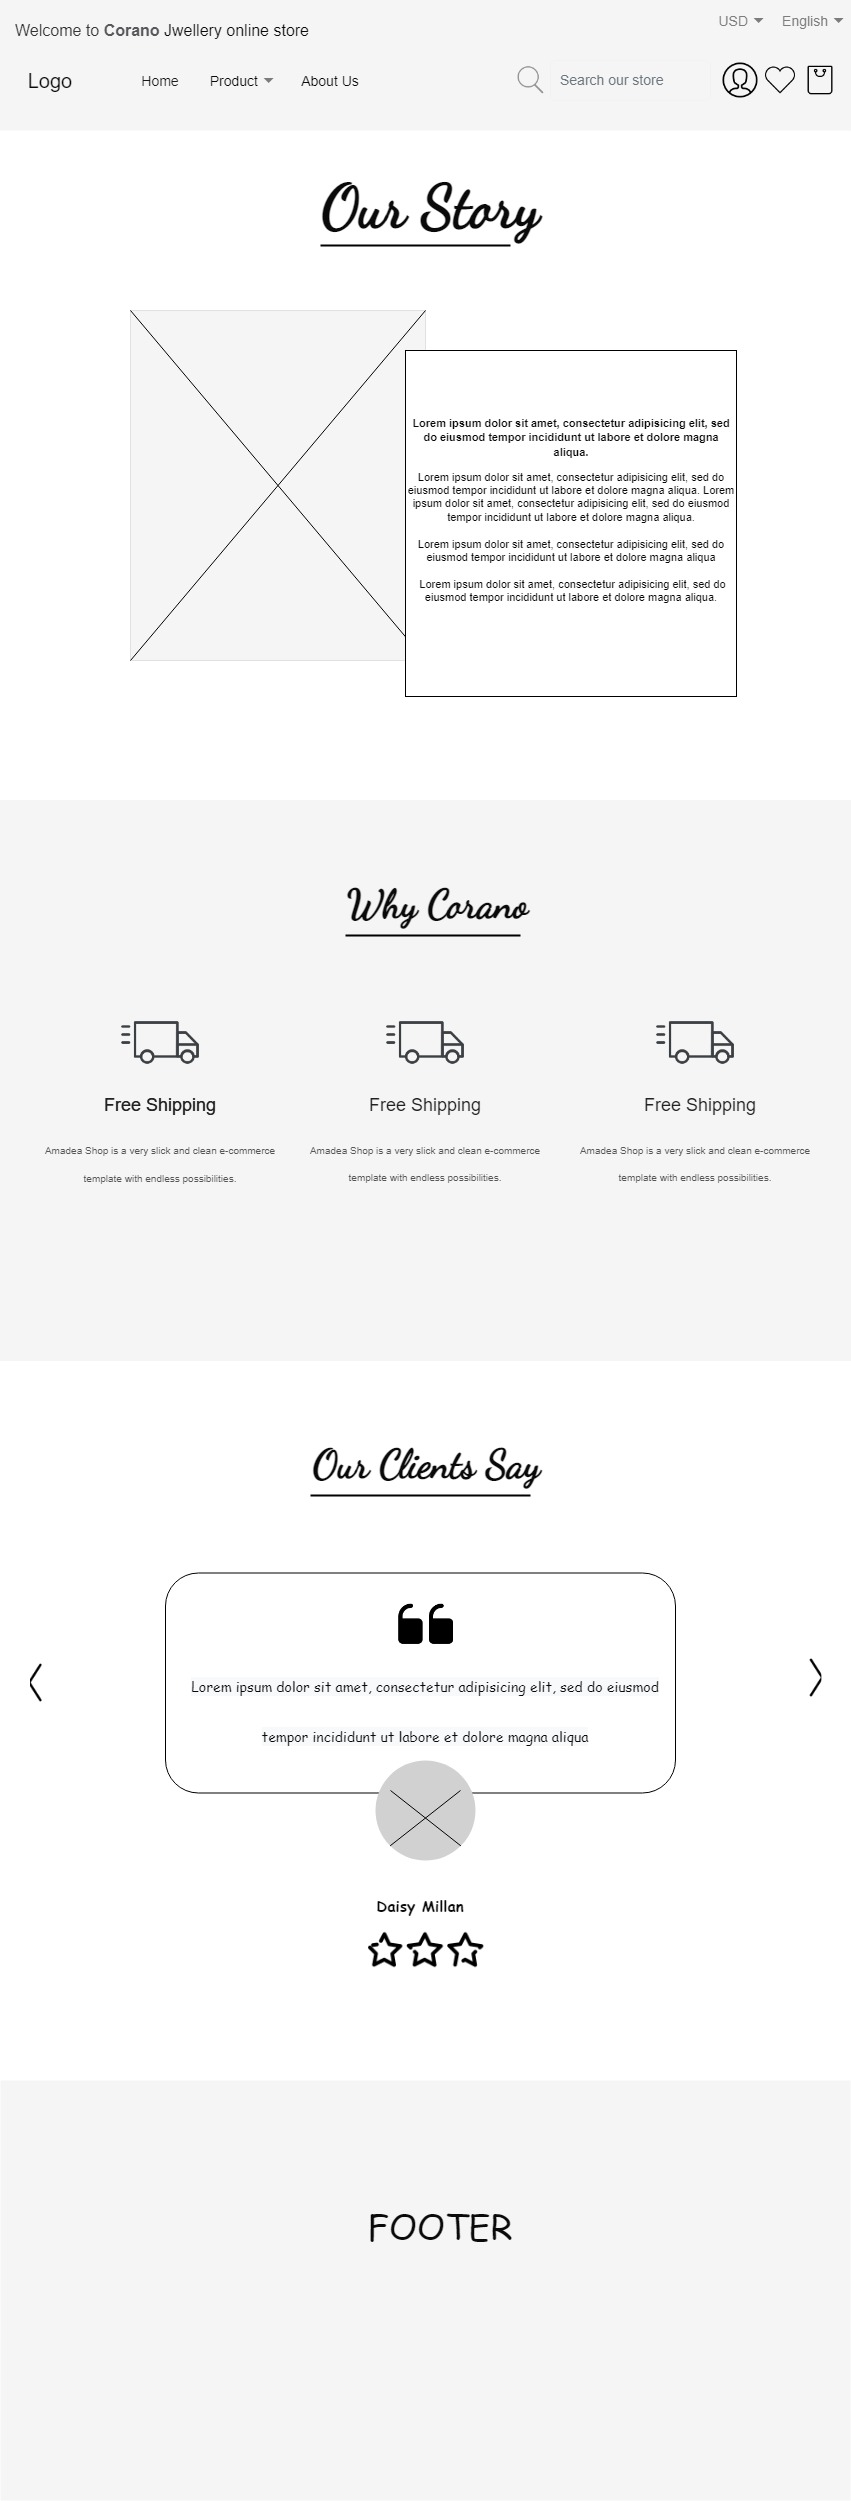 Welcome to Corano Jwellery online store
USD English
Logo Home Product About Us Search our store
Our Story
Lorem ipsum dolor sit amet, consectetur adipisicing elit, sed
do eiusmod tempor incididunt ut labore et dolore magna
aliqua.
Lorem ipsum dolor sit amet, consectetur adipisicing elit, sed do
eiusmod tempor incididunt ut labore et dolore magna aliqua. Lorem
ipsum dolor sit amet, consectetur adipisicing elit, sed do eiusmod
tempor incididunt ut labore et dolore magna aliqua.
Lorem ipsum dolor sit amet, consectetur adipisicing elit, sed do
eiusmod tempor incididunt ut labore et dolore magna aliqua
Lorem ipsum dolor sit amet, consectetur adipisicing elit, sed do
eiusmod tempor incididunt ut labore et dolore magna aliqua.
Why Corano
Free Shipping
Amadea Shop is a very slick and clean e-commerce
template with endless possibilities.
Free Shipping
Amadea Shop is a very slick and clean e-commerce
template with endless possibilities.
Free Shipping
Amadea Shop is a very slick and clean e-commerce
template with endless possibilities.
Our Clients Say
Lorem ipsum dolor sit amet, consectetur adipisicing elit, sed do eiusmod
tempor incididunt ut labore et dolore magna aliqua
Daisy Millan
FOOTER